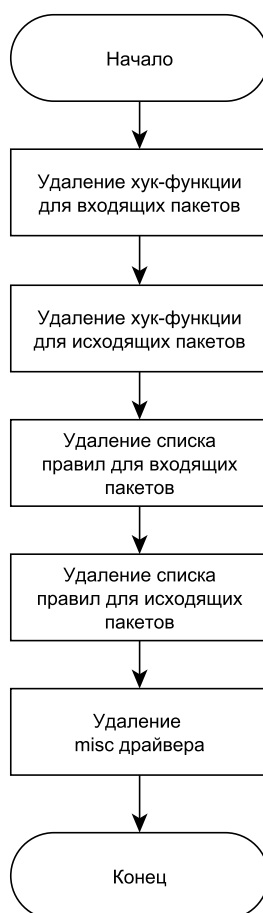 Начало
Удаление хук-функции
для входящих пакетов
Удаление хук-функции
для исходящих пакетов
Удаление списка
правил для входящих
пакетов
Удаление списка
правил для исходящих
пакетов
Удаление
misc драйвера
Конец